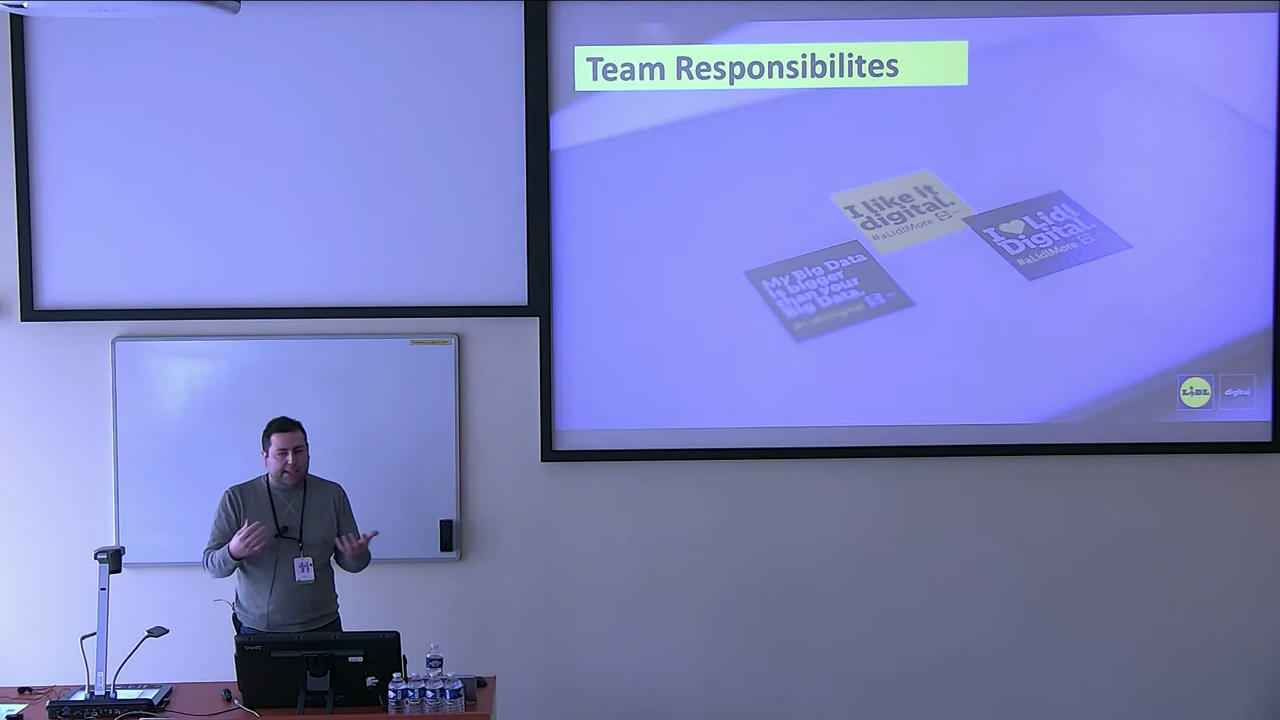 Team Responsibilites
I like it
digital.
#aLidlMore
I ♥ Lidl
Digital.
#aLidlMore
My Big Data
is bigger
than your
Big Data.
LiDL
digital